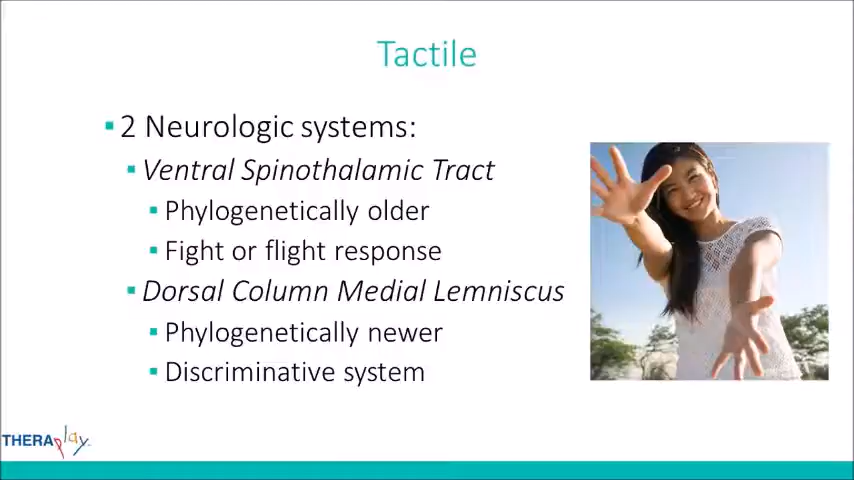 Tactile
2 Neurologic systems:
Ventral Spinothalamic Tract
Phylogenetically older
Fight or flight response
Dorsal Column Medial Lemniscus
Phylogenetically newer
Discriminative system
THERAplay